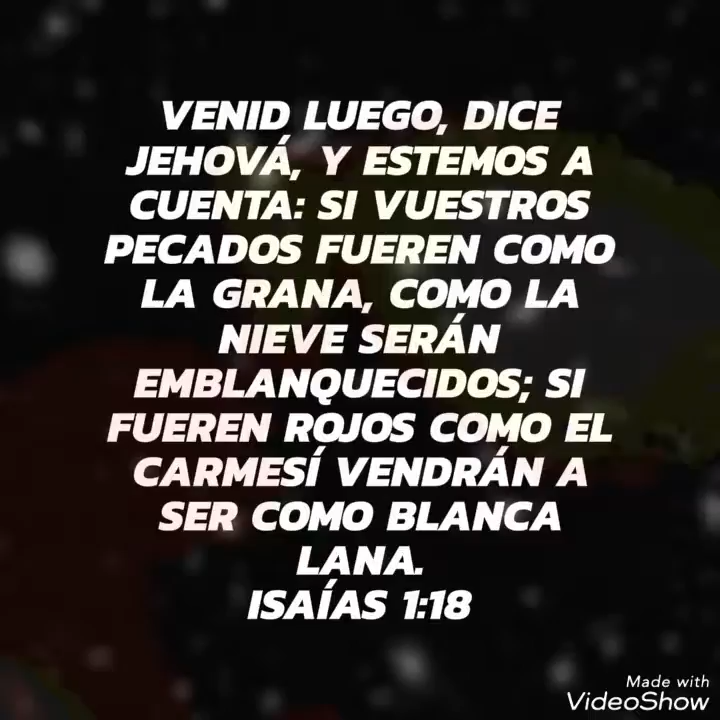 VENID LUEGO, DICE
JEHOVÁ, Y ESTEMOS A
CUENTA: SI VUESTROS
PECADOS FUEREN COMO
LA GRANA, COMO LA
NIEVE SERÁN
EMBLANQUECIDOS; SI
FUEREN ROJOS COMO EL
CARMESÍ VENDRÁN A
SER COMO BLANCA
LANA.
ISAÍAS 1:18
Made with
VideoShow